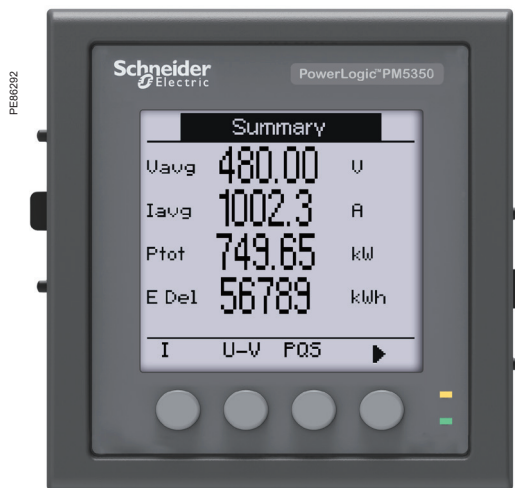 PE86292
Schneider
Electric
PowerLogic™PM5350
Summary
Vavg 480.00 V
Iavg 1002.3 A
Ptot 749.65 kW
E Del 56789 kWh
I U-V PQS